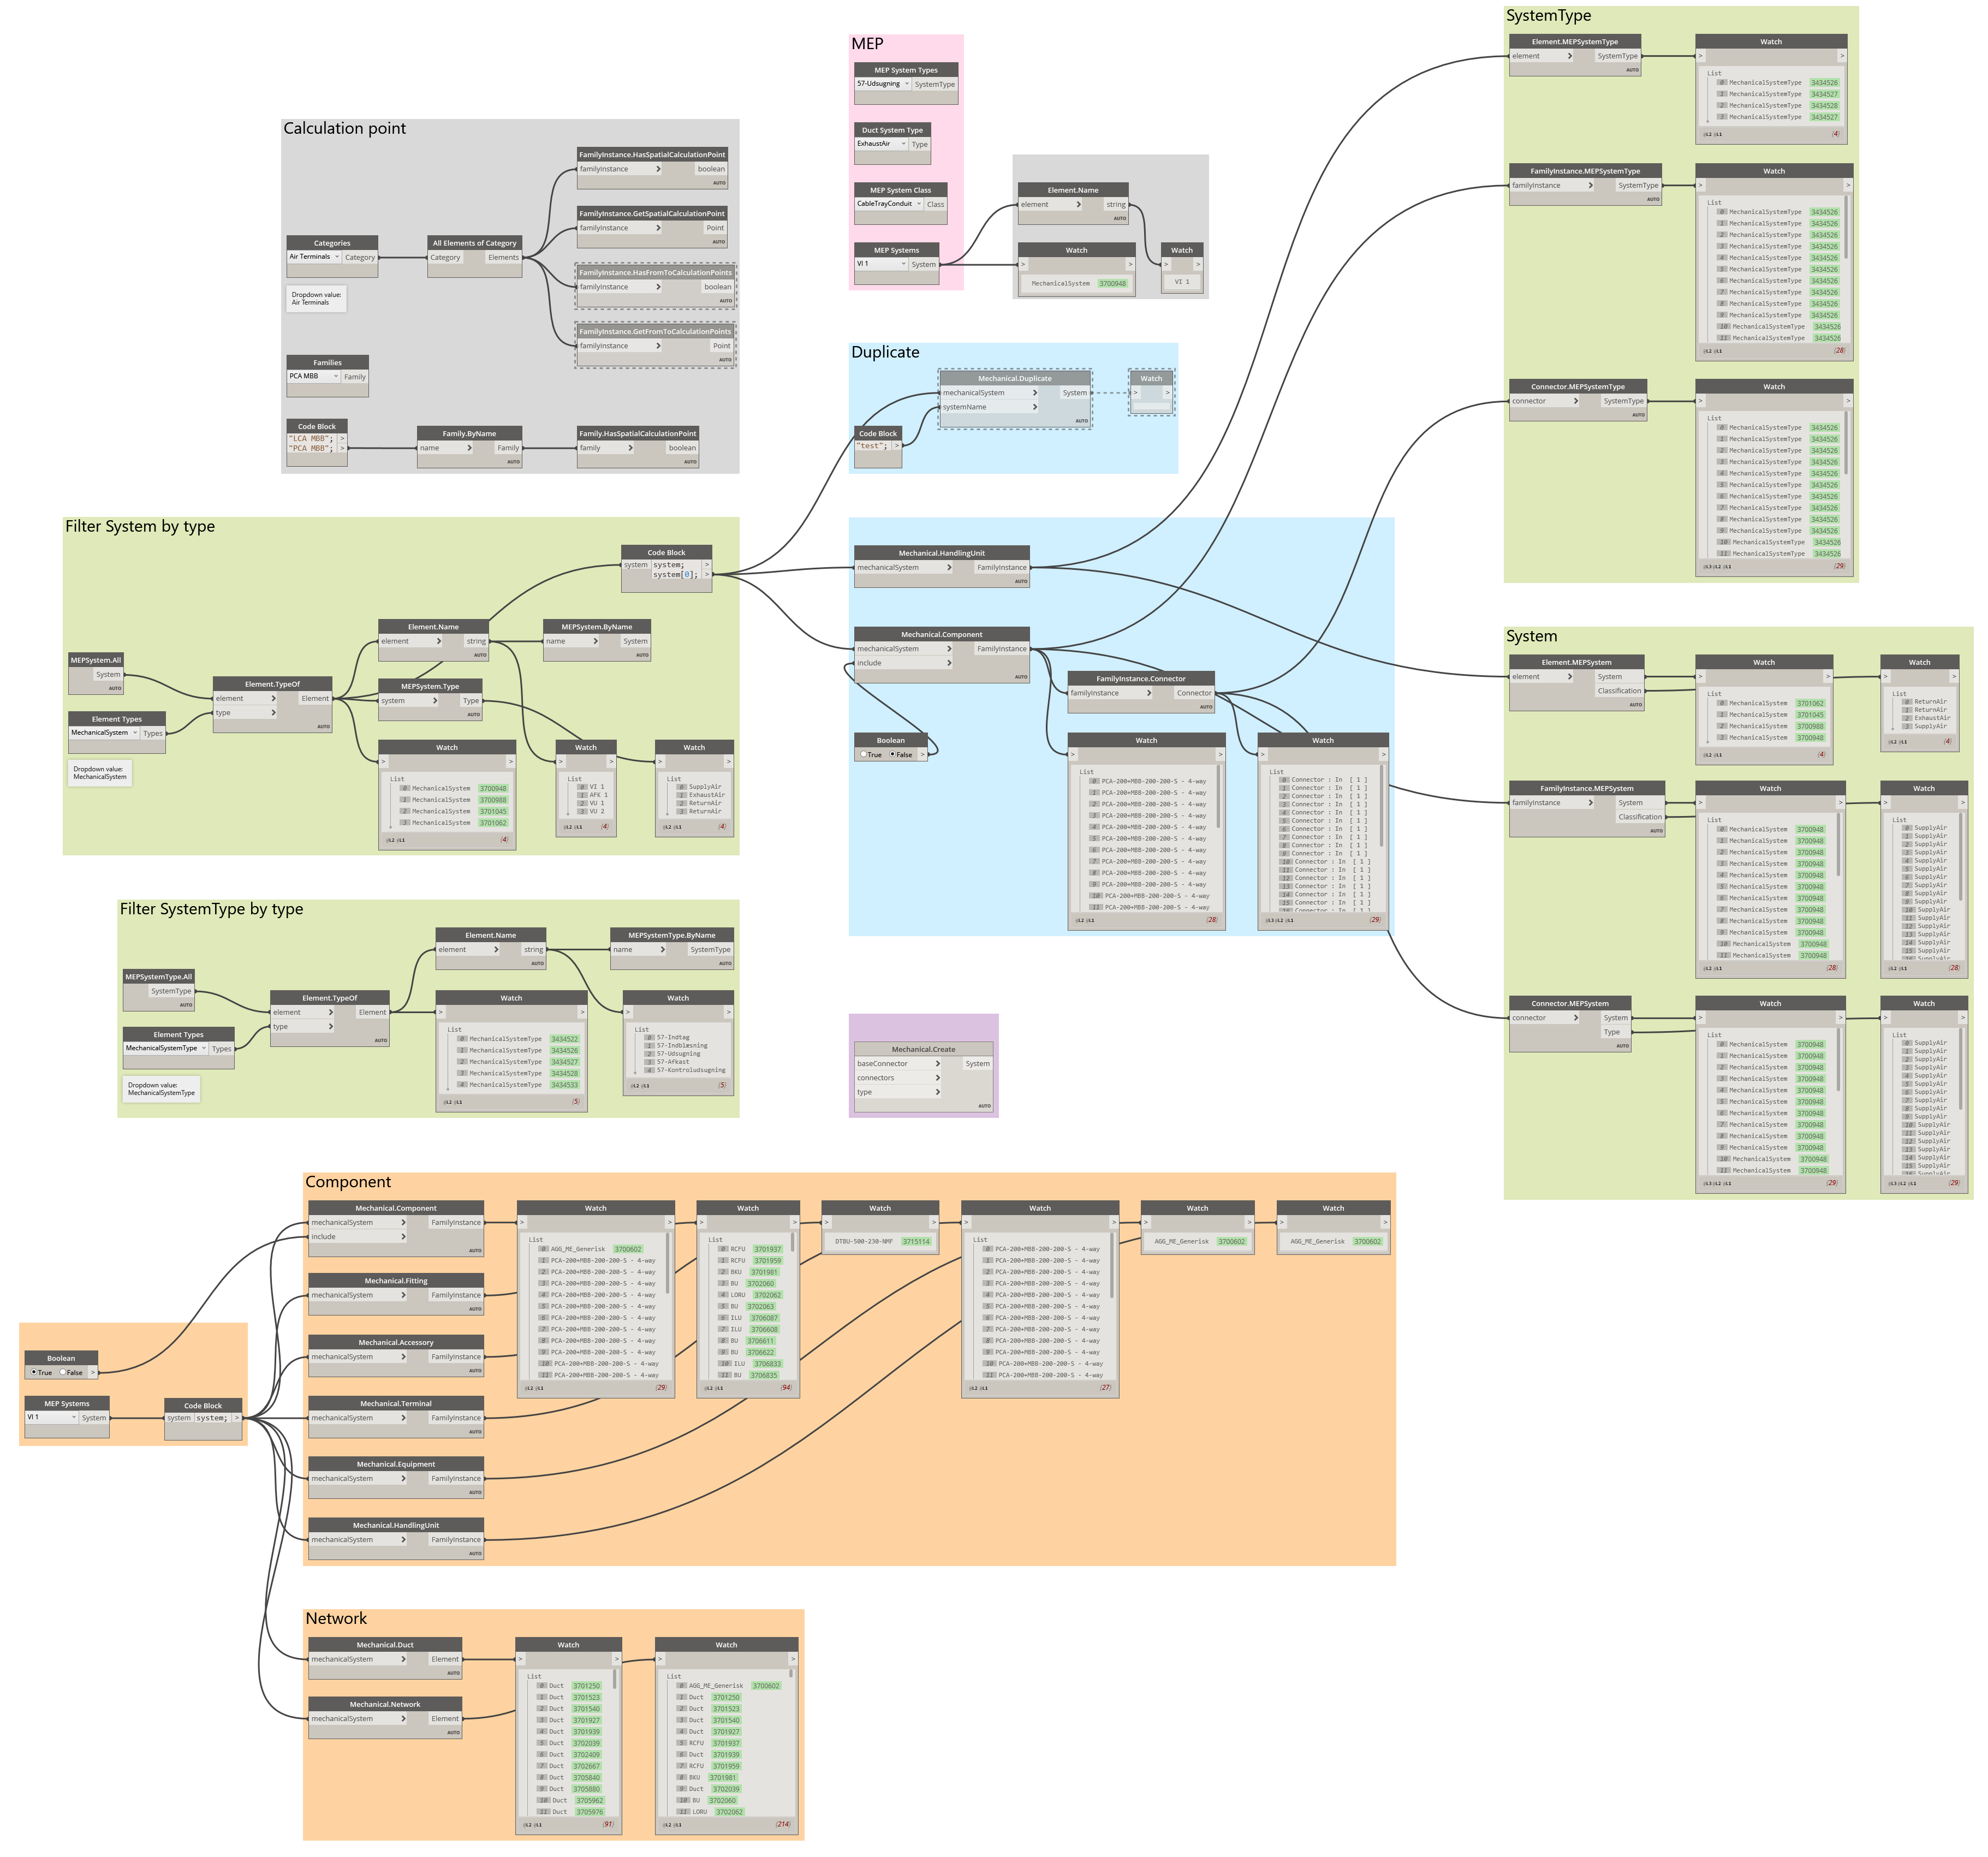 SystemType
Element.MEPSystemType
element
SystemType
AUTO
Watch
List
0 MechanicalSystemType 3434526
1 MechanicalSystemType 3434527
2 MechanicalSystemType 3434528
3 MechanicalSystemType 3434527
@L2 @L1 {4}
FamilyInstance.MEPSystemType
familyInstance
SystemType
AUTO
Watch
List
0 MechanicalSystemType 3434526
1 MechanicalSystemType 3434526
2 MechanicalSystemType 3434526
3 MechanicalSystemType 3434526
4 MechanicalSystemType 3434526
5 MechanicalSystemType 3434526
6 MechanicalSystemType 3434526
7 MechanicalSystemType 3434526
8 MechanicalSystemType 3434526
9 MechanicalSystemType 3434526
10 MechanicalSystemType 3434526
11 MechanicalSystemType 3434526
@L2 @L1 {28}
Connector.MEPSystemType
connector
SystemType
AUTO
Watch
List
0 MechanicalSystemType 3434526
1 MechanicalSystemType 3434526
2 MechanicalSystemType 3434526
3 MechanicalSystemType 3434526
4 MechanicalSystemType 3434526
5 MechanicalSystemType 3434526
6 MechanicalSystemType 3434526
7 MechanicalSystemType 3434526
8 MechanicalSystemType 3434526
9 MechanicalSystemType 3434526
10 MechanicalSystemType 3434526
11 MechanicalSystemType 3434526
@L3 @L2 @L1 {29}
MEP
MEP System Types
57-Udsugning SystemType
Duct System Type
ExhaustAir Type
MEP System Class
CableTrayConduit Class
MEP Systems
VI 1 System
Element.Name
element string
AUTO
Watch
MechanicalSystem 3700948
Watch
VI 1
Calculation point
FamilyInstance.HasSpatialCalculationPoint
familyInstance boolean
AUTO
FamilyInstance.GetSpatialCalculationPoint
familyInstance Point
AUTO
Categories
Air Terminals Category
Dropdown value:
Air Terminals
All Elements of Category
Category Elements
FamilyInstance.HasFromToCalculationPoints
familyInstance boolean
AUTO
FamilyInstance.GetFromToCalculationPoints
familyInstance Point
AUTO
Families
PCA MBB Family
Code Block
"LCA MBB"; >
"PCA MBB"; >
Family.ByName
name Family
AUTO
Family.HasSpatialCalculationPoint
family boolean
AUTO
Duplicate
Mechanical.Duplicate
mechanicalSystem System
systemName
AUTO
Watch
Code Block
"test"; >
Filter System by type
Code Block
system system; >
system[0]; >
Element.Name
element string
AUTO
MEPSystem.ByName
name System
AUTO
MEPSystem.All
System
AUTO
Element.TypeOf
element Element
type
AUTO
MEPSystem.Type
system Type
AUTO
Element Types
MechanicalSystem Types
Dropdown value:
MechanicalSystem
Watch
List
0 MechanicalSystem 3700948
1 MechanicalSystem 3700988
2 MechanicalSystem 3701045
3 MechanicalSystem 3701062
@L2 @L1 {4}
Watch
List
0 VI 1
1 AFK 1
2 VU 1
3 VU 2
@L2 @L1 {4}
Watch
List
0 SupplyAir
1 ExhaustAir
2 ReturnAir
3 ReturnAir
@L2 @L1 {4}
Mechanical.HandlingUnit
mechanicalSystem FamilyInstance
AUTO
Mechanical.Component
mechanicalSystem FamilyInstance
include
AUTO
FamilyInstance.Connector
familyInstance Connector
AUTO
Boolean
True False >
Watch
List
0 PCA-200+MBB-200-200-S - 4-way
1 PCA-200+MBB-200-200-S - 4-way
2 PCA-200+MBB-200-200-S - 4-way
3 PCA-200+MBB-200-200-S - 4-way
4 PCA-200+MBB-200-200-S - 4-way
5 PCA-200+MBB-200-200-S - 4-way
6 PCA-200+MBB-200-200-S - 4-way
7 PCA-200+MBB-200-200-S - 4-way
8 PCA-200+MBB-200-200-S - 4-way
9 PCA-200+MBB-200-200-S - 4-way
10 PCA-200+MBB-200-200-S - 4-way
11 PCA-200+MBB-200-200-S - 4-way
@L2 @L1 {28}
Watch
List
0 Connector : In [ 1 ]
1 Connector : In [ 1 ]
2 Connector : In [ 1 ]
3 Connector : In [ 1 ]
4 Connector : In [ 1 ]
5 Connector : In [ 1 ]
6 Connector : In [ 1 ]
7 Connector : In [ 1 ]
8 Connector : In [ 1 ]
9 Connector : In [ 1 ]
10 Connector : In [ 1 ]
11 Connector : In [ 1 ]
12 Connector : In [ 1 ]
13 Connector : In [ 1 ]
14 Connector : In [ 1 ]
15 Connector : In [ 1 ]
16 Connector : In [ 1 ]
@L3 @L2 @L1 {29}
System
Element.MEPSystem
element System
Classification
AUTO
Watch
List
0 MechanicalSystem 3701062
1 MechanicalSystem 3701045
2 MechanicalSystem 3700988
3 MechanicalSystem 3700948
@L2 @L1 {4}
Watch
List
0 ReturnAir
1 ReturnAir
2 ExhaustAir
3 SupplyAir
@L2 @L1 {4}
FamilyInstance.MEPSystem
familyInstance System
Classification
AUTO
Watch
List
0 MechanicalSystem 3700948
1 MechanicalSystem 3700948
2 MechanicalSystem 3700948
3 MechanicalSystem 3700948
4 MechanicalSystem 3700948
5 MechanicalSystem 3700948
6 MechanicalSystem 3700948
7 MechanicalSystem 3700948
8 MechanicalSystem 3700948
9 MechanicalSystem 3700948
10 MechanicalSystem 3700948
11 MechanicalSystem 3700948
@L2 @L1 {28}
Watch
List
0 SupplyAir
1 SupplyAir
2 SupplyAir
3 SupplyAir
4 SupplyAir
5 SupplyAir
6 SupplyAir
7 SupplyAir
8 SupplyAir
9 SupplyAir
10 SupplyAir
11 SupplyAir
12 SupplyAir
13 SupplyAir
14 SupplyAir
15 SupplyAir
16 SupplyAir
@L2 @L1 {28}
Connector.MEPSystem
connector System
Type
AUTO
Watch
List
0 MechanicalSystem 3700948
1 MechanicalSystem 3700948
2 MechanicalSystem 3700948
3 MechanicalSystem 3700948
4 MechanicalSystem 3700948
5 MechanicalSystem 3700948
6 MechanicalSystem 3700948
7 MechanicalSystem 3700948
8 MechanicalSystem 3700948
9 MechanicalSystem 3700948
10 MechanicalSystem 3700948
11 MechanicalSystem 3700948
@L3 @L2 @L1 {29}
Watch
List
0 SupplyAir
1 SupplyAir
2 SupplyAir
3 SupplyAir
4 SupplyAir
5 SupplyAir
6 SupplyAir
7 SupplyAir
8 SupplyAir
9 SupplyAir
10 SupplyAir
11 SupplyAir
12 SupplyAir
13 SupplyAir
14 SupplyAir
15 SupplyAir
16 SupplyAir
@L3 @L2 @L1 {29}
Filter SystemType by type
Element.Name
element string
AUTO
MEPSystemType.ByName
name SystemType
AUTO
MEPSystemType.All
SystemType
AUTO
Element.TypeOf
element Element
type
AUTO
Element Types
MechanicalSystemType Types
Dropdown value:
MechanicalSystemType
Watch
List
0 MechanicalSystemType 3434522
1 MechanicalSystemType 3434526
2 MechanicalSystemType 3434527
3 MechanicalSystemType 3434528
4 MechanicalSystemType 3434533
@L2 @L1 {5}
Watch
List
0 57-Indtag
1 57-Indblæsning
2 57-Udsugning
3 57-Afkast
4 57-Kontroludsugning
@L2 @L1 {5}
Mechanical.Create
baseConnector System
connectors
type
AUTO
Component
Mechanical.Component
mechanicalSystem FamilyInstance
include
AUTO
Mechanical.Fitting
mechanicalSystem FamilyInstance
AUTO
Mechanical.Accessory
mechanicalSystem FamilyInstance
AUTO
Mechanical.Terminal
mechanicalSystem FamilyInstance
AUTO
Mechanical.Equipment
mechanicalSystem FamilyInstance
AUTO
Mechanical.HandlingUnit
mechanicalSystem FamilyInstance
AUTO
Watch
List
0 AGG_ME_Generisk 3700602
1 PCA-200+MBB-200-200-S - 4-way
2 PCA-200+MBB-200-200-S - 4-way
3 PCA-200+MBB-200-200-S - 4-way
4 PCA-200+MBB-200-200-S - 4-way
5 PCA-200+MBB-200-200-S - 4-way
6 PCA-200+MBB-200-200-S - 4-way
7 PCA-200+MBB-200-200-S - 4-way
8 PCA-200+MBB-200-200-S - 4-way
9 PCA-200+MBB-200-200-S - 4-way
10 PCA-200+MBB-200-200-S - 4-way
11 PCA-200+MBB-200-200-S - 4-way
@L2 @L1 {29}
Watch
List
0 RCFU 3701937
1 RCFU 3701959
2 BKU 3701981
3 BU 3702060
4 LORU 3702062
5 BU 3702063
6 ILU 3706087
7 ILU 3706608
8 BU 3706611
9 BU 3706622
10 ILU 3706833
11 BU 3706835
@L2 @L1 {94}
Watch
DTBU-500-230-NMF 3715114
Watch
List
0 PCA-200+MBB-200-200-S - 4-way
1 PCA-200+MBB-200-200-S - 4-way
2 PCA-200+MBB-200-200-S - 4-way
3 PCA-200+MBB-200-200-S - 4-way
4 PCA-200+MBB-200-200-S - 4-way
5 PCA-200+MBB-200-200-S - 4-way
6 PCA-200+MBB-200-200-S - 4-way
7 PCA-200+MBB-200-200-S - 4-way
8 PCA-200+MBB-200-200-S - 4-way
9 PCA-200+MBB-200-200-S - 4-way
10 PCA-200+MBB-200-200-S - 4-way
11 PCA-200+MBB-200-200-S - 4-way
@L2 @L1 {27}
Watch
AGG_ME_Generisk 3700602
Watch
AGG_ME_Generisk 3700602
Boolean
True False >
MEP Systems
VI 1 System
Code Block
system system; >
Network
Mechanical.Duct
mechanicalSystem Element
AUTO
Mechanical.Network
mechanicalSystem Element
AUTO
Watch
List
0 Duct 3701250
1 Duct 3701523
2 Duct 3701540
3 Duct 3701927
4 Duct 3701939
5 Duct 3702039
6 Duct 3702409
7 Duct 3702667
8 Duct 3705840
9 Duct 3705880
10 Duct 3705962
11 Duct 3705976
@L2 @L1 {91}
Watch
List
0 AGG_ME_Generisk 3700602
1 Duct 3701250
2 Duct 3701523
3 Duct 3701540
4 Duct 3701927
5 RCFU 3701937
6 Duct 3701939
7 RCFU 3701959
8 BKU 3701981
9 Duct 3702039
10 BU 3702060
11 LORU 3702062
@L2 @L1 {214}